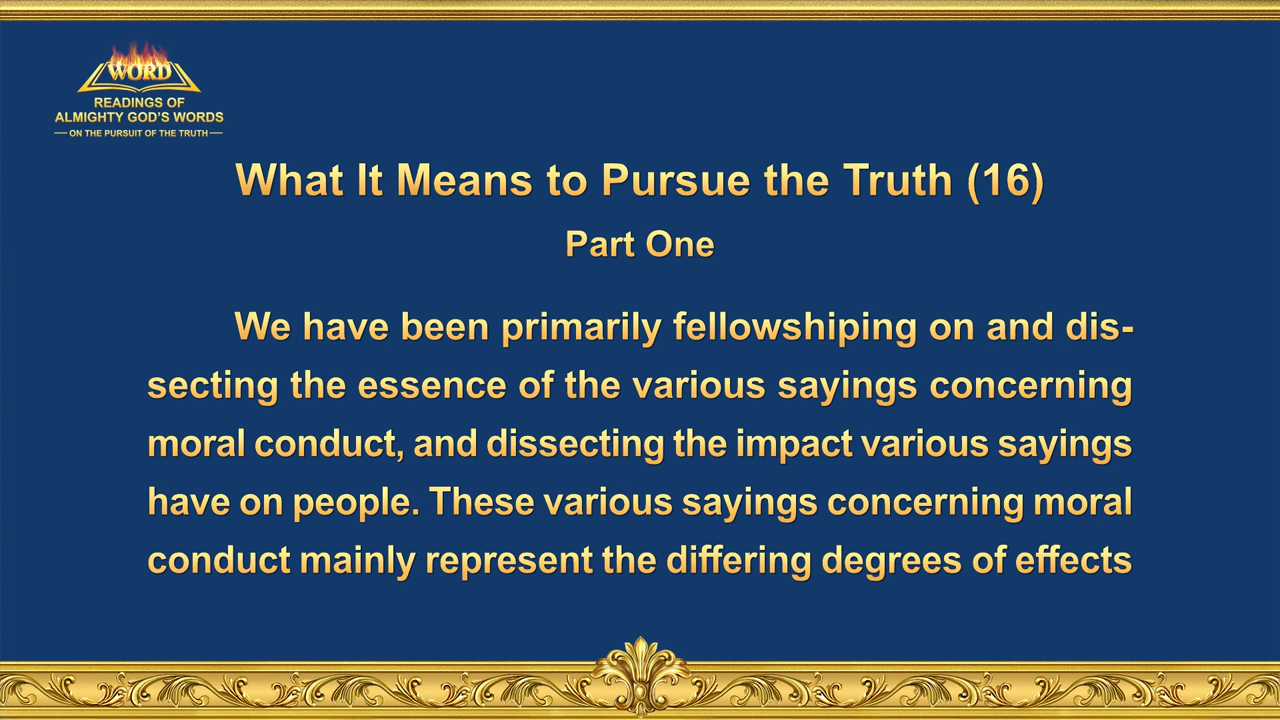 WORD
READINGS OF
ALMIGHTY GOD'S WORDS
— ON THE PURSUIT OF THE TRUTH —
What It Means to Pursue the Truth (16)
Part One
We have been primarily fellowshiping on and dis-
secting the essence of the various sayings concerning
moral conduct, and dissecting the impact various sayings
have on people. These various sayings concerning moral
conduct mainly represent the differing degrees of effects